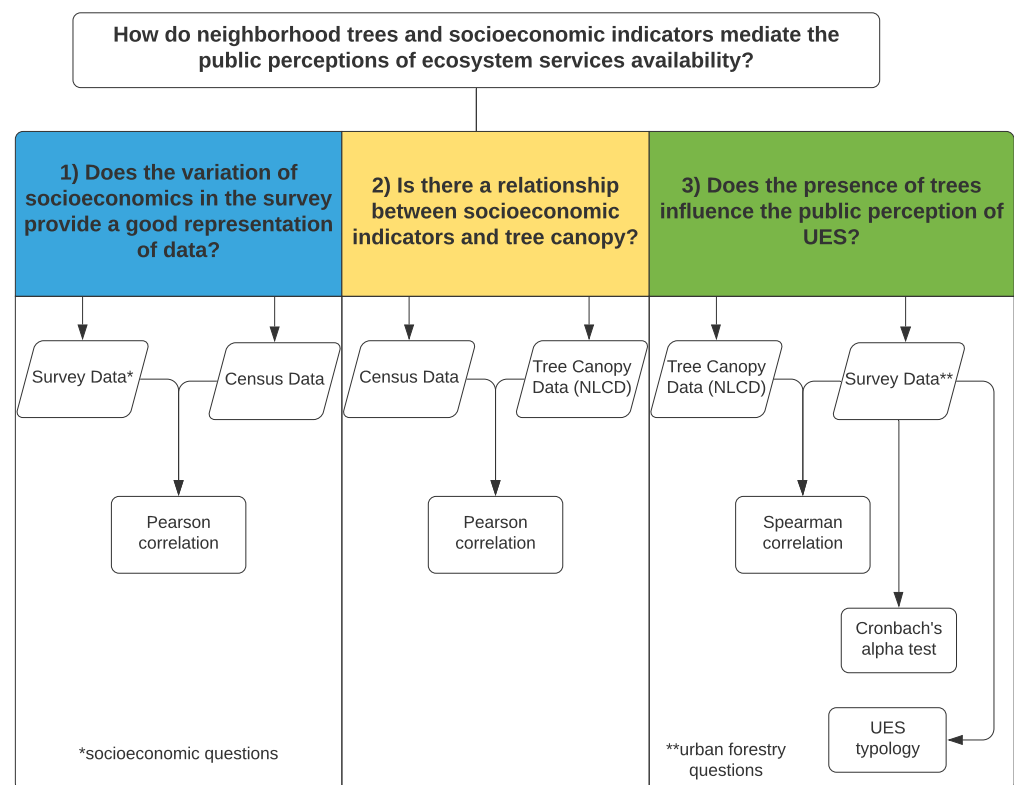 How do neighborhood trees and socioeconomic indicators mediate the
public perceptions of ecosystem services availability?
1) Does the variation of
socioeconomics in the survey
provide a good representation
of data?
2) Is there a relationship
between socioeconomic
indicators and tree canopy?
3) Does the presence of trees
influence the public perception of
UES?
Survey Data*
Census Data
Census Data
Tree Canopy
Data (NLCD)
Tree Canopy
Data (NLCD)
Survey Data**
Pearson
correlation
Pearson
correlation
Spearman
correlation
Cronbach's
alpha test
UES
typology
*socioeconomic questions
**urban forestry
questions